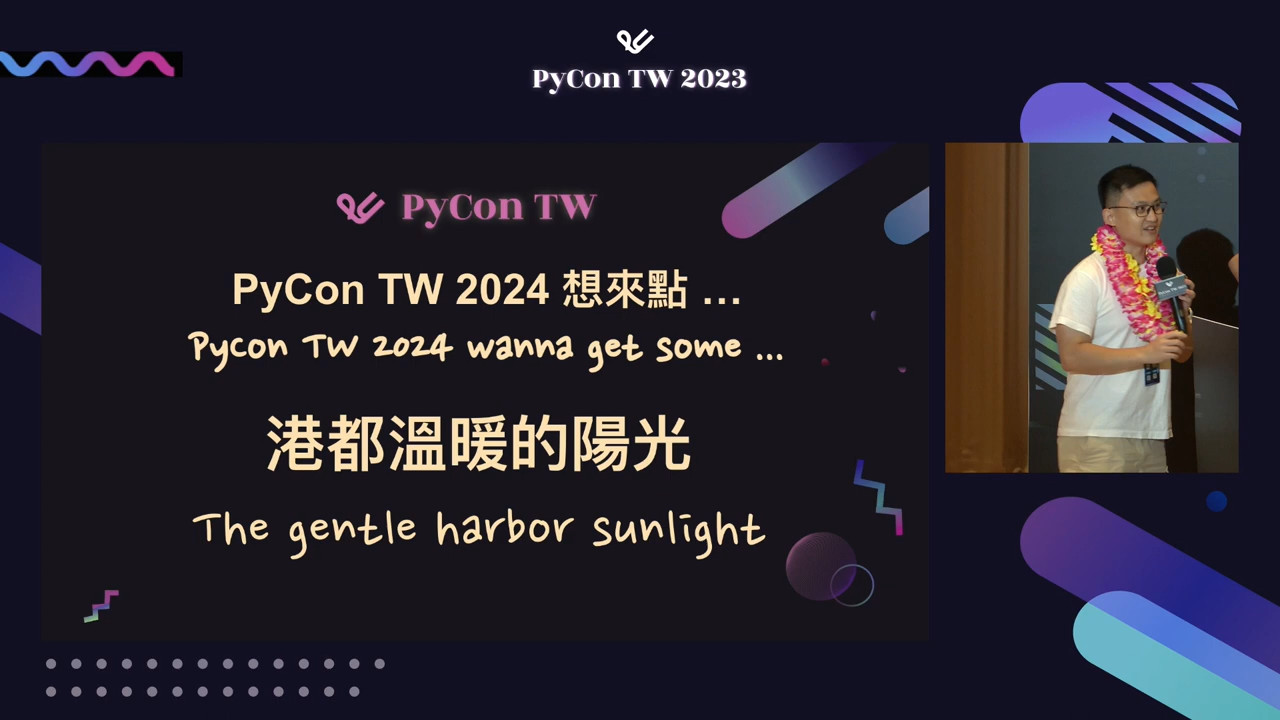 PyCon TW 2023
PyCon TW
PyCon TW 2024 想來點 ...
Pycon TW 2024 wanna get some ...
港都溫暖的陽光
The gentle harbor sunlight